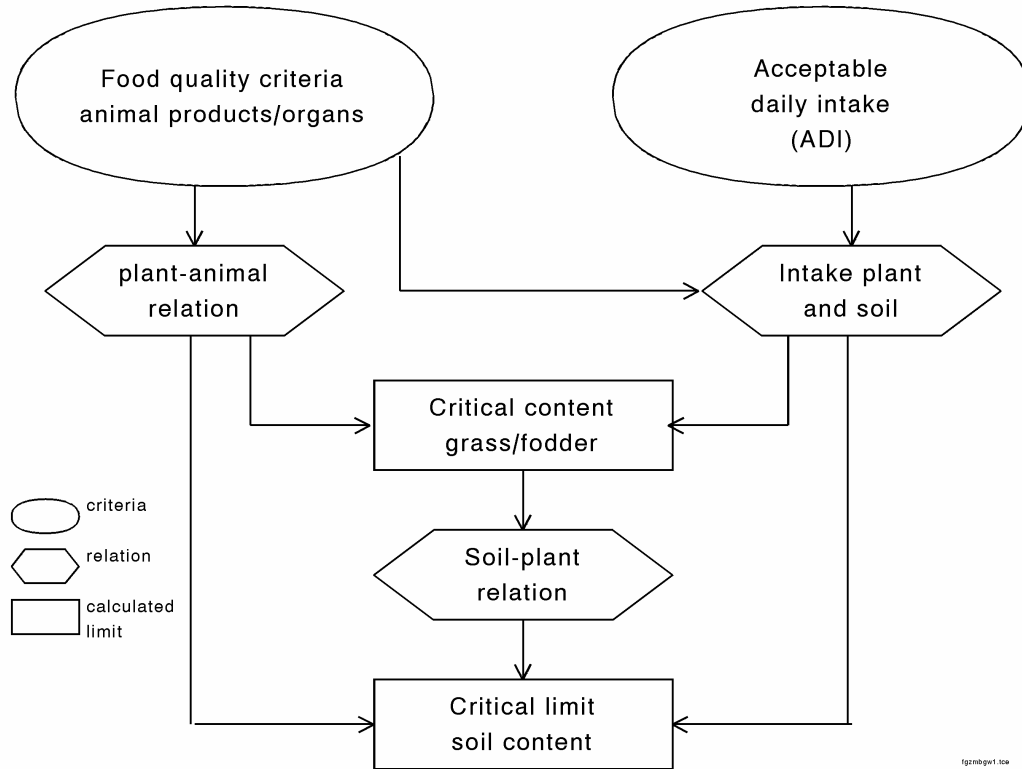 Food quality criteria
animal products/organs
Acceptable
daily intake
(ADI)
plant-animal
relation
Intake plant
and soil
Critical content
grass/fodder
Soil-plant
relation
Critical limit
soil content
criteria
relation
calculated
limit
fgzmbgw1.tce